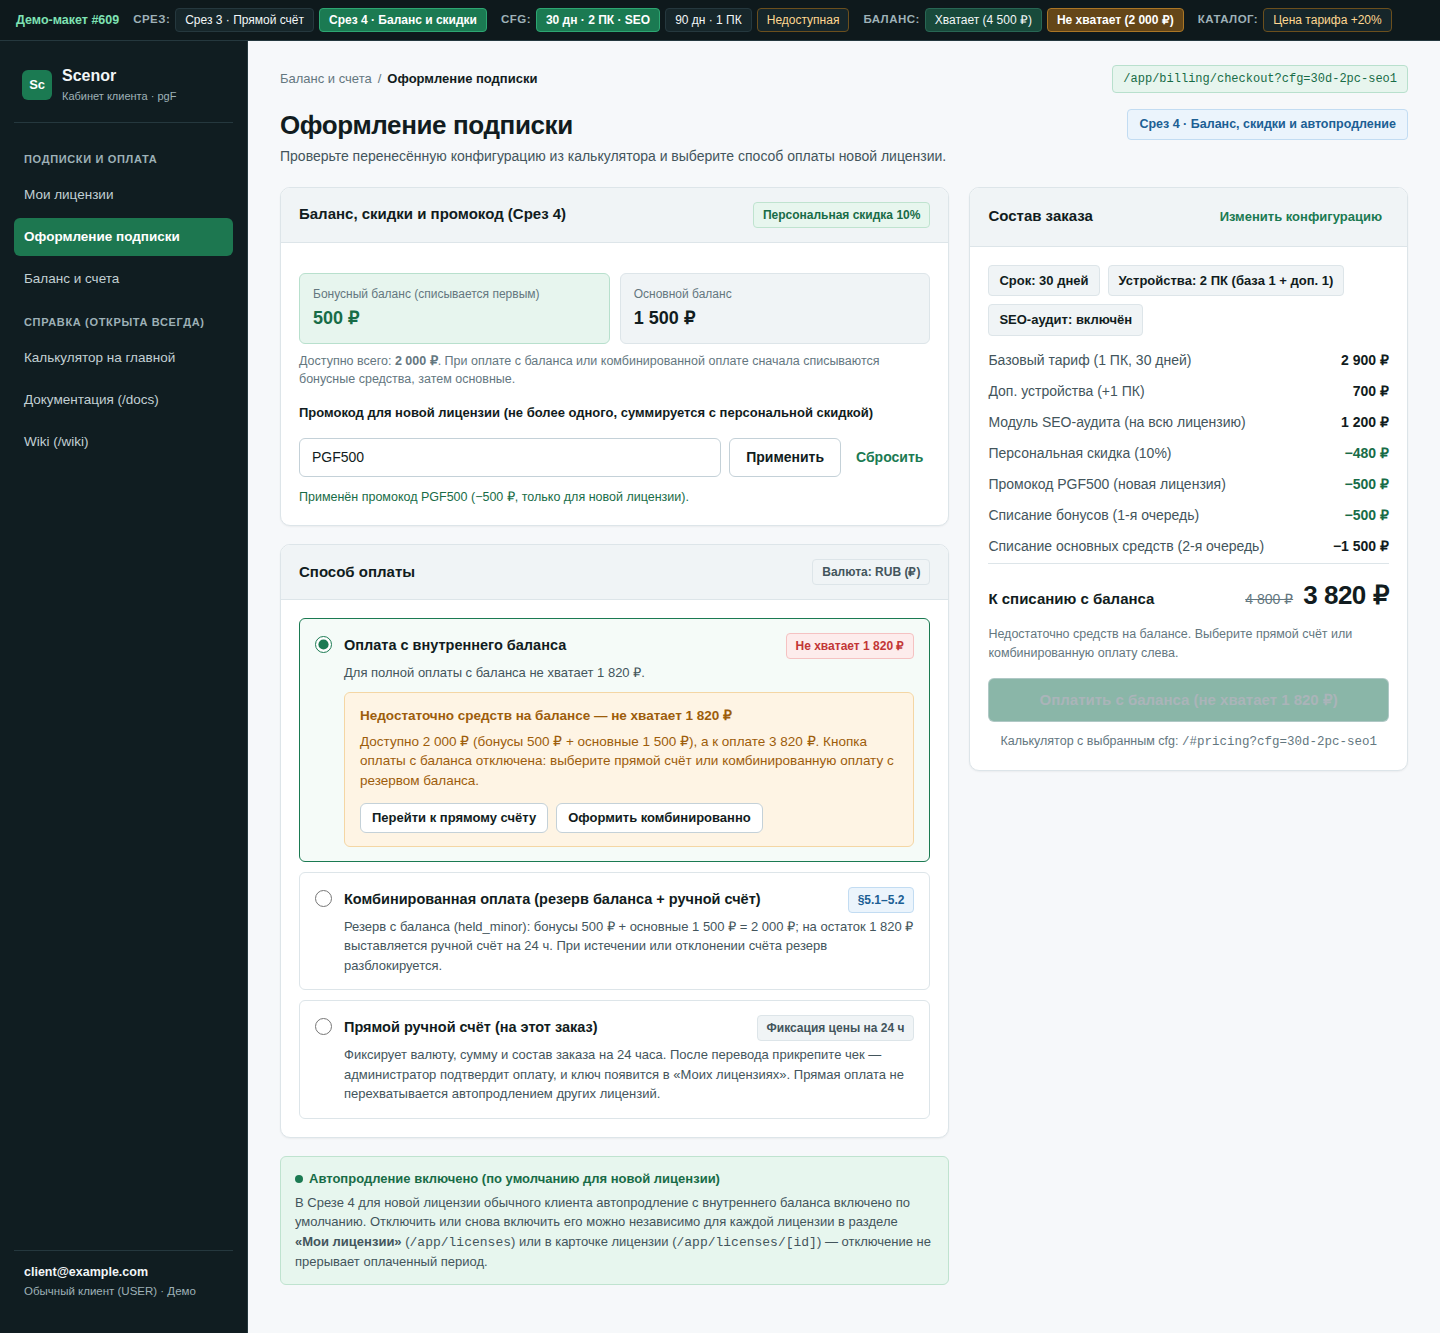 Демо-макет #609 СРЕЗ: Срез 3 · Прямой счёт Срез 4 · Баланс и скидки CFG: 30 дн · 2 ПК · SEO 90 дн · 1 ПК Недоступная БАЛАНС: Хватает (4 500 ₽) Не хватает (2 000 ₽) КАТАЛОГ: Цена тарифа +20%
Sc
Scenor
Кабинет клиента · pgF
ПОДПИСКИ И ОПЛАТА
Мои лицензии
Оформление подписки
Баланс и счета
СПРАВКА (ОТКРЫТА ВСЕГДА)
Калькулятор на главной
Документация (/docs)
Wiki (/wiki)
client@example.com
Обычный клиент (USER) · Демо
Баланс и счета / Оформление подписки
/app/billing/checkout?cfg=30d-2pc-seo1
Оформление подписки
Срез 4 · Баланс, скидки и автопродление
Проверьте перенесённую конфигурацию из калькулятора и выберите способ оплаты новой лицензии.
Баланс, скидки и промокод (Срез 4)
Персональная скидка 10%
Бонусный баланс (списывается первым)
500 ₽
Основной баланс
1 500 ₽
Доступно всего: 2 000 ₽. При оплате с баланса или комбинированной оплате сначала списываются
бонусные средства, затем основные.
Промокод для новой лицензии (не более одного, суммируется с персональной скидкой)
PGF500
Применить
Сбросить
Применён промокод PGF500 (−500 ₽, только для новой лицензии).
Способ оплаты
Валюта: RUB (₽)
Оплата с внутреннего баланса
Не хватает 1 820 ₽
Для полной оплаты с баланса не хватает 1 820 ₽.
Недостаточно средств на балансе — не хватает 1 820 ₽
Доступно 2 000 ₽ (бонусы 500 ₽ + основные 1 500 ₽), а к оплате 3 820 ₽. Кнопка
оплаты с баланса отключена: выберите прямой счёт или комбинированную оплату с
резервом баланса.
Перейти к прямому счёту
Оформить комбинированно
Комбинированная оплата (резерв баланса + ручной счёт)
§5.1–5.2
Резерв с баланса (held_minor): бонусы 500 ₽ + основные 1 500 ₽ = 2 000 ₽; на остаток 1 820 ₽
выставляется ручной счёт на 24 ч. При истечении или отклонении счёта резерв
разблокируется.
Прямой ручной счёт (на этот заказ)
Фиксация цены на 24 ч
Фиксирует валюту, сумму и состав заказа на 24 часа. После перевода прикрепите чек —
администратор подтвердит оплату, и ключ появится в «Моих лицензиях». Прямая оплата не
перехватывается автопродлением других лицензий.
Автопродление включено (по умолчанию для новой лицензии)
В Срезе 4 для новой лицензии обычного клиента автопродление с внутреннего баланса включено по
умолчанию. Отключить или снова включить его можно независимо для каждой лицензии в разделе
«Мои лицензии» (/app/licenses) или в карточке лицензии (/app/licenses/[id]) — отключение не
прерывает оплаченный период.
Состав заказа
Изменить конфигурацию
Срок: 30 дней
Устройства: 2 ПК (база 1 + доп. 1)
SEO-аудит: включён
Базовый тариф (1 ПК, 30 дней) 2 900 ₽
Доп. устройства (+1 ПК) 700 ₽
Модуль SEO-аудита (на всю лицензию) 1 200 ₽
Персональная скидка (10%) −480 ₽
Промокод PGF500 (новая лицензия) −500 ₽
Списание бонусов (1-я очередь) −500 ₽
Списание основных средств (2-я очередь) −1 500 ₽
К списанию с баланса 4 800 ₽ 3 820 ₽
Недостаточно средств на балансе. Выберите прямой счёт или
комбинированную оплату слева.
Оплатить с баланса (не хватает 1 820 ₽)
Калькулятор с выбранным cfg: /#pricing?cfg=30d-2pc-seo1